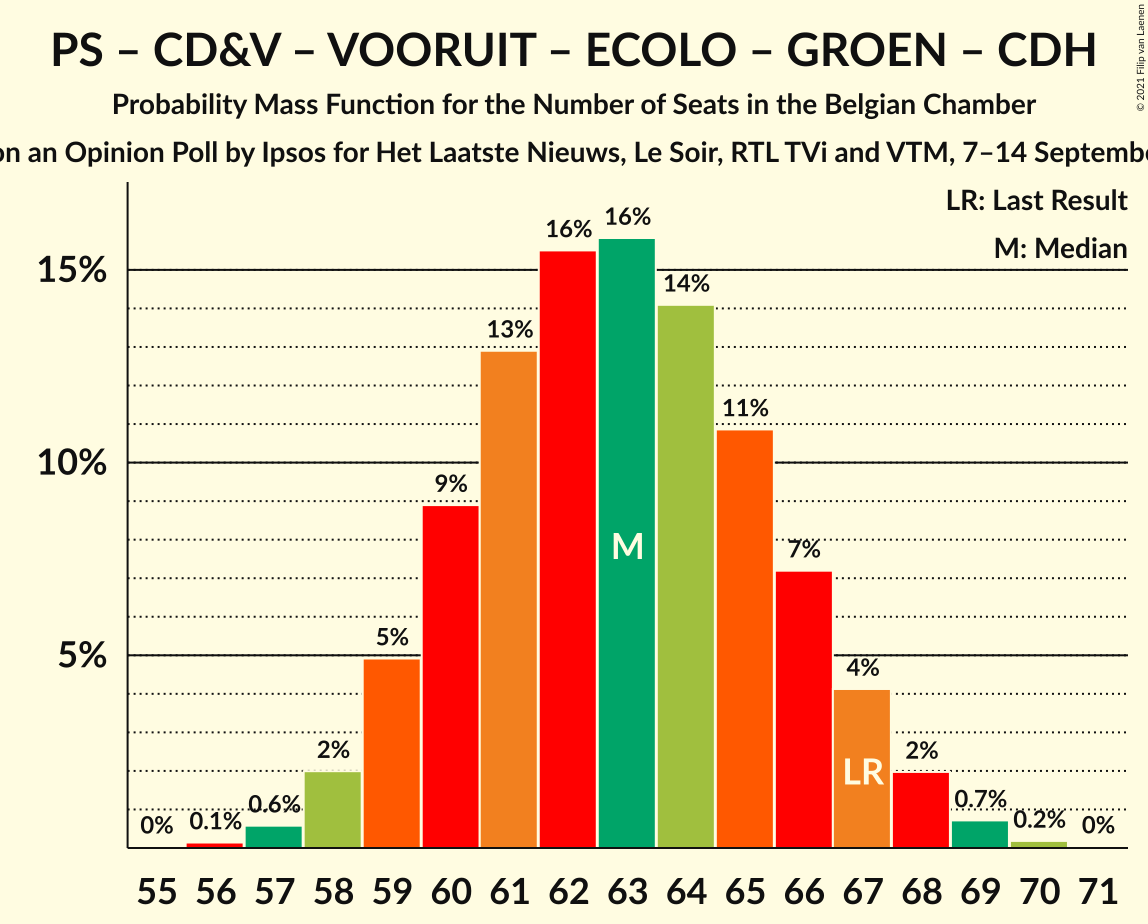 PS – CD&V – VOORUIT – ECOLO – GROEN – CDH
Probability Mass Function for the Number of Seats in the Belgian Chamber
on an Opinion Poll by Ipsos for Het Laatste Nieuws, Le Soir, RTL TVi and VTM, 7–14 Septembe
© 2021 Filip van Laenen
LR: Last Result
M: Median
15%
10%
5%
0%
0.1%
0.6%
2%
5%
9%
13%
16%
16%
14%
11%
7%
4%
2%
0.7%
0.2%
0%
M
LR
55 56 57 58 59 60 61 62 63 64 65 66 67 68 69 70 71